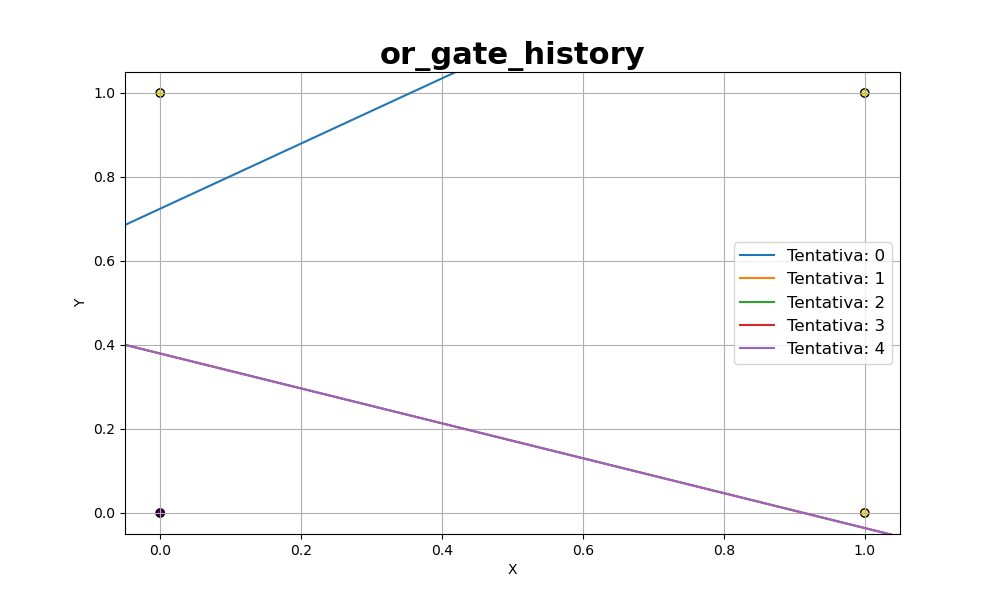 or_gate_history
1.0
0.8
0.6
0.4
0.2
0.0
Y
Tentativa: 0
Tentativa: 1
Tentativa: 2
Tentativa: 3
Tentativa: 4
0.0 0.2 0.4 0.6 0.8 1.0
X